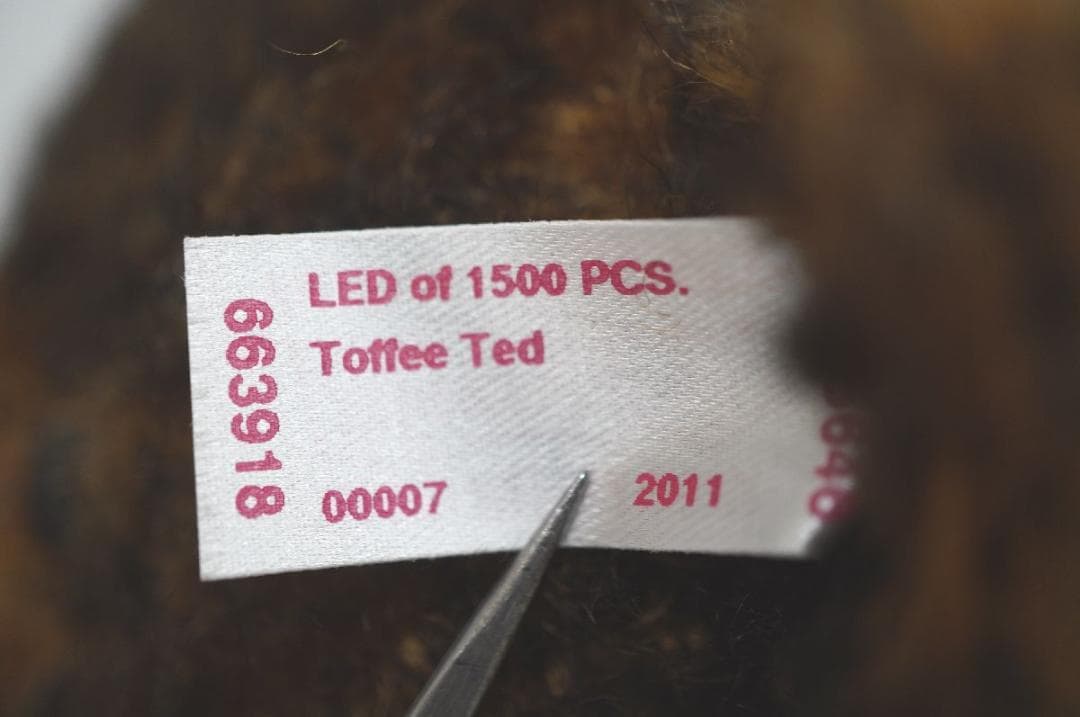 LED of 1500 PCS.
Toffee Ted
663918
00007
2011